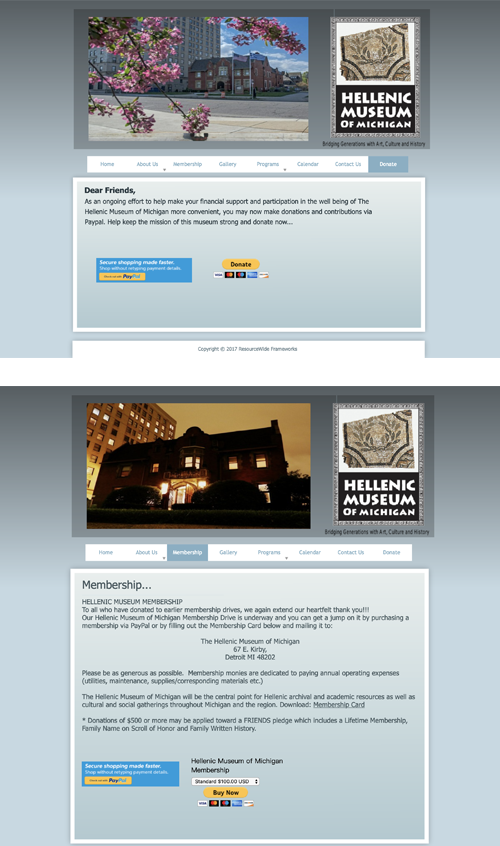 HELLENIC
MUSEUM
OF MICHIGAN
Bridging Generations with Art, Culture and History
Home About Us Membership Gallery Programs Calendar Contact Us Donate
Dear Friends,
As an ongoing effort to help make your financial support and participation in the well being of The
Hellenic Museum of Michigan more convenient, you may now make donations and contributions via
Paypal. Help keep the mission of this museum strong and donate now...
Secure shopping made faster.
Shop without retyping payment details.
PayPal
Donate
VISA
Copyright © 2017 ResourceWide Frameworks
HELLENIC
MUSEUM
OF MICHIGAN
Bridging Generations with Art, Culture and History
Home About Us Membership Gallery Programs Calendar Contact Us Donate
Membership...
HELLENIC MUSEUM MEMBERSHIP
To all who have donated to earlier membership drives, we again extend our heartfelt thank you!!!
Our Hellenic Museum of Michigan Membership Drive is underway and you can get a jump on it by purchasing a
membership via PayPal or by filling out the Membership Card below and mailing it to:
The Hellenic Museum of Michigan
67 E. Kirby,
Detroit MI 48202
Please be as generous as possible. Membership monies are dedicated to paying annual operating expenses
(utilities, maintenance, supplies/corresponding materials etc.)
The Hellenic Museum of Michigan will be the central point for Hellenic archival and academic resources as well as
cultural and social gatherings throughout Michigan and the region. Download: Membership Card
* Donations of $500 or more may be applied toward a FRIENDS pledge which includes a Lifetime Membership,
Family Name on Scroll of Honor and Family Written History.
Secure shopping made faster.
Shop without retyping payment details.
PayPal
Hellenic Museum of Michigan
Membership
Standard $100.00 USD
Buy Now
VISA